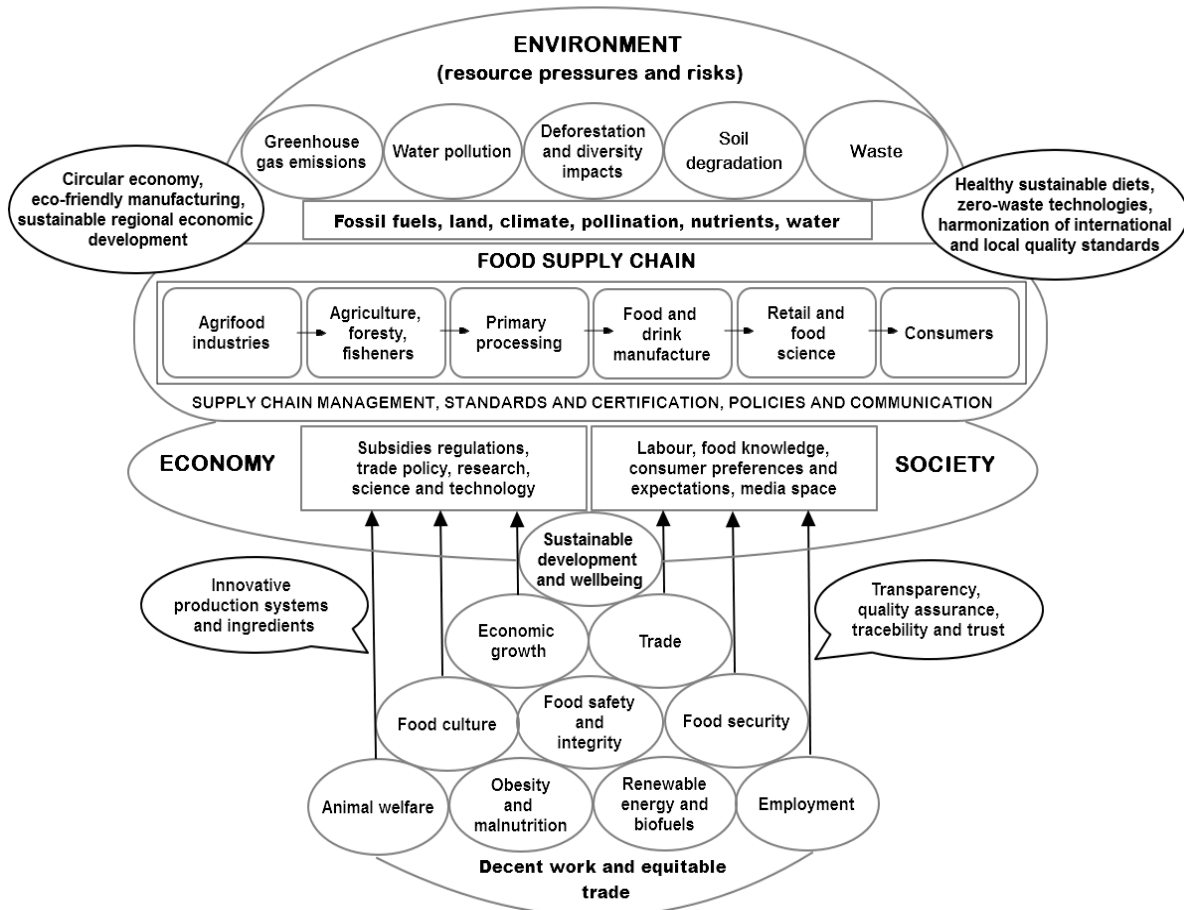 ENVIRONMENT
(resource pressures and risks)
Greenhouse
gas emissions
Water pollution
Deforestation
and diversity
impacts
Soil
degradation
Waste
Circular economy,
eco-friendly manufacturing,
sustainable regional economic
development
Healthy sustainable diets,
zero-waste technologies,
harmonization of international
and local quality standards
Fossil fuels, land, climate, pollination, nutrients, water
FOOD SUPPLY CHAIN
Agrifood
industries
Agriculture,
foresty,
fisheners
Primary
processing
Food and
drink
manufacture
Retail and
food
science
Consumers
SUPPLY CHAIN MANAGEMENT, STANDARDS AND CERTIFICATION, POLICIES AND COMMUNICATION
ECONOMY
Subsidies regulations,
trade policy, research,
science and technology
Labour, food knowledge,
consumer preferences and
expectations, media space
SOCIETY
Sustainable
development
and wellbeing
Innovative
production systems
and ingredients
Transparency,
quality assurance,
tracebility and trust
Economic
growth
Trade
Food culture
Food safety
and
integrity
Food security
Animal welfare
Obesity
and
malnutrition
Renewable
energy and
biofuels
Employment
Decent work and equitable
trade